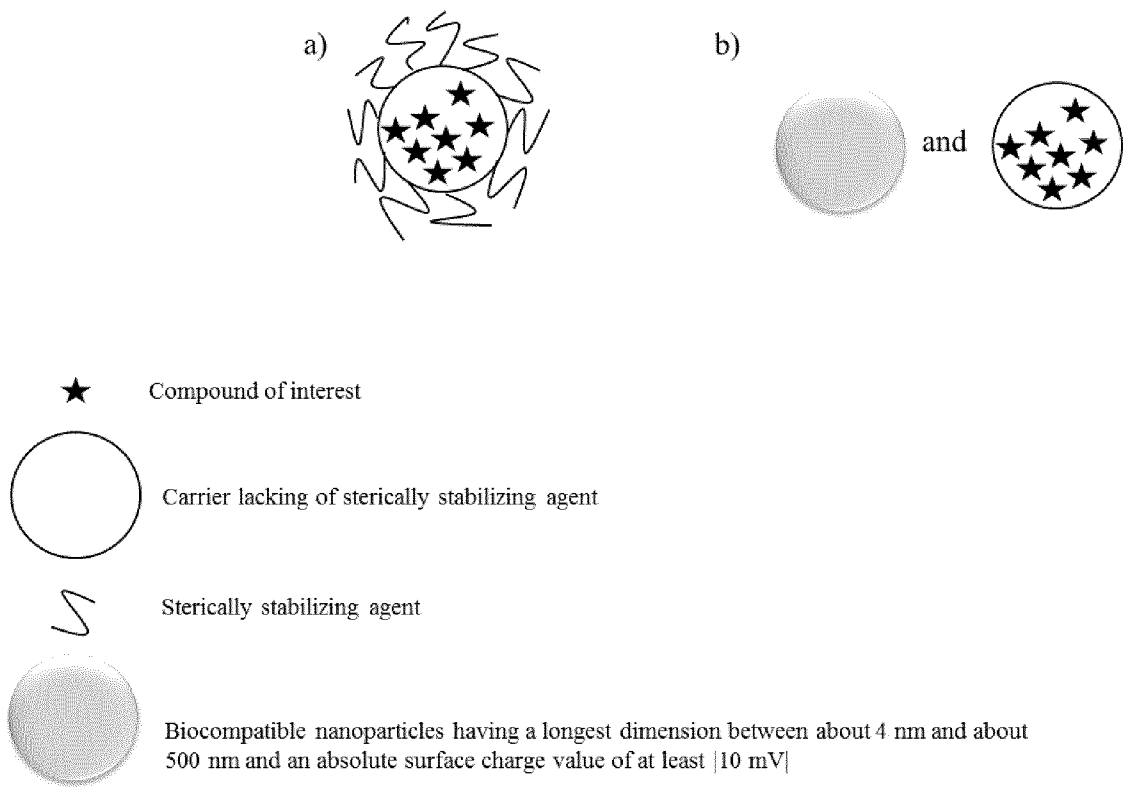 a)
b)
and
Compound of interest
Carrier lacking of sterically stabilizing agent
Sterically stabilizing agent
Biocompatible nanoparticles having a longest dimension between about 4 nm and about
500 nm and an absolute surface charge value of at least |10 mV|